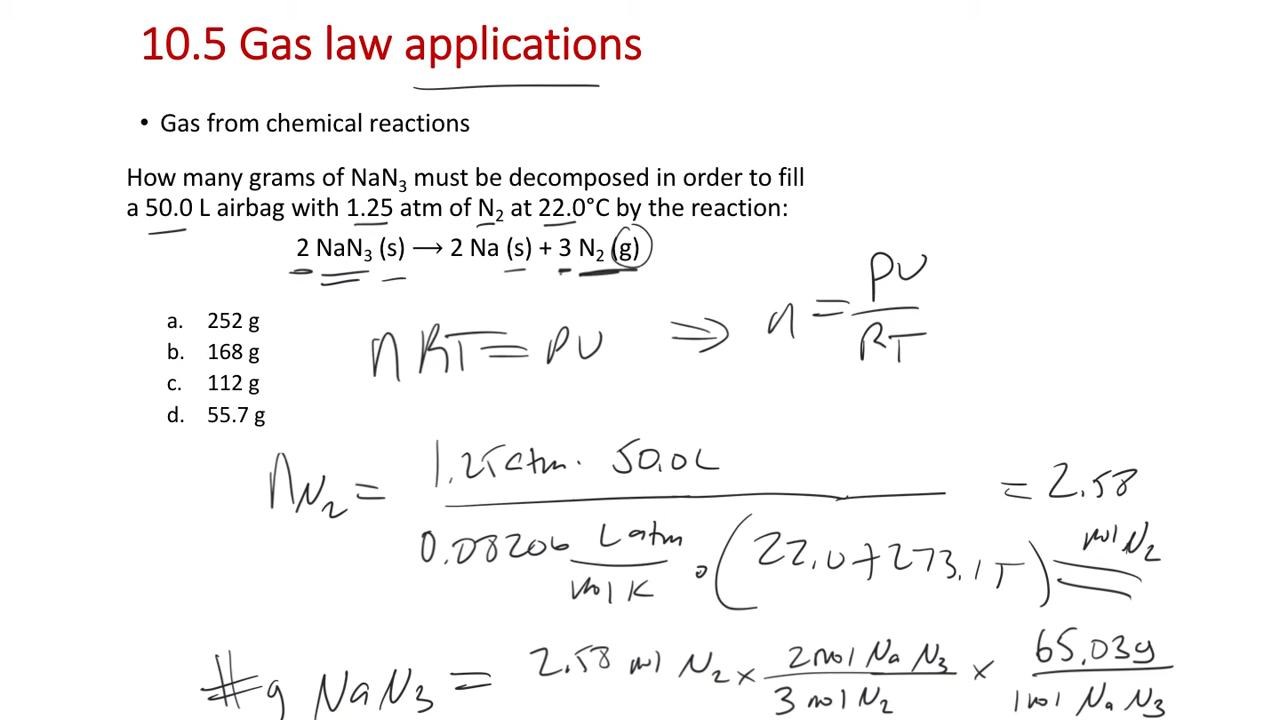 10.5 Gas law applications
• Gas from chemical reactions
How many grams of NaN₃ must be decomposed in order to fill
a 50.0 L airbag with 1.25 atm of N₂ at 22.0°C by the reaction:
2 NaN₃ (s) ⟶ 2 Na (s) + 3 N₂ (g)
a. 252 g
b. 168 g
c. 112 g
d. 55.7 g
nRT = PV ⟹ n = PV / RT
n N₂ = 1.25 atm · 50.0 L / 0.08206 L atm / mol K · (22.0 + 273.15) = 2.58 mol N₂
# g NaN₃ = 2.58 mol N₂ × 2 mol NaN₃ / 3 mol N₂ × 65.03 g / 1 mol NaN₃